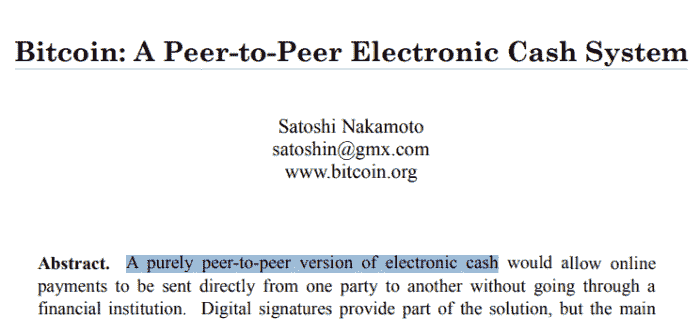 Bitcoin: A Peer-to-Peer Electronic Cash System
Satoshi Nakamoto
satoshin@gmx.com
www.bitcoin.org
Abstract. A purely peer-to-peer version of electronic cash would allow online
payments to be sent directly from one party to another without going through a
financial institution. Digital signatures provide part of the solution, but the main